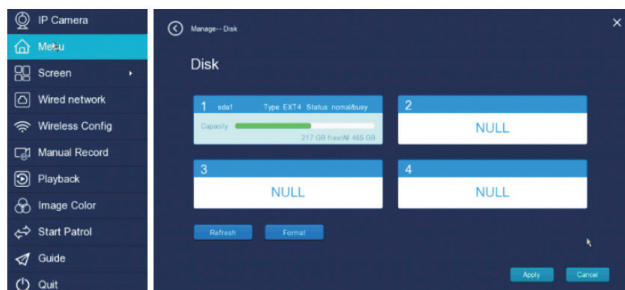 IP Camera
Menu
Screen
Wired network
Wireless Config
Manual Record
Playback
Image Color
Start Patrol
Guide
Quit
Manage-- Disk
Disk
1 sda1 Type EXT4 Status nomal/busy
Capacity
217 GB free/All 465 GB
2
NULL
3
NULL
4
NULL
Refresh Format
Apply Cancel